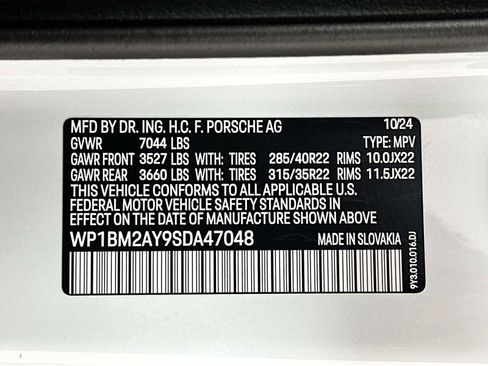 MFD. BY DR. ING. H.C. F. PORSCHE AG 10/24
GVWR 7044 LBS TYPE: MPV
GAWR FRONT 3527 LBS WITH: TIRES 285/40R22 RIMS 10.0JX22
GAWR REAR 3660 LBS WITH: TIRES 315/35R22 RIMS 11.5JX22
THIS VEHICLE CONFORMS TO ALL APPLICABLE U.S.
FEDERAL MOTOR VEHICLE SAFETY STANDARDS IN
EFFECT ON THE DATE OF MANUFACTURE SHOWN ABOVE.
WP1BM2AY9SDA47048 MADE IN SLOVAKIA
9Y3.010.016.DJ